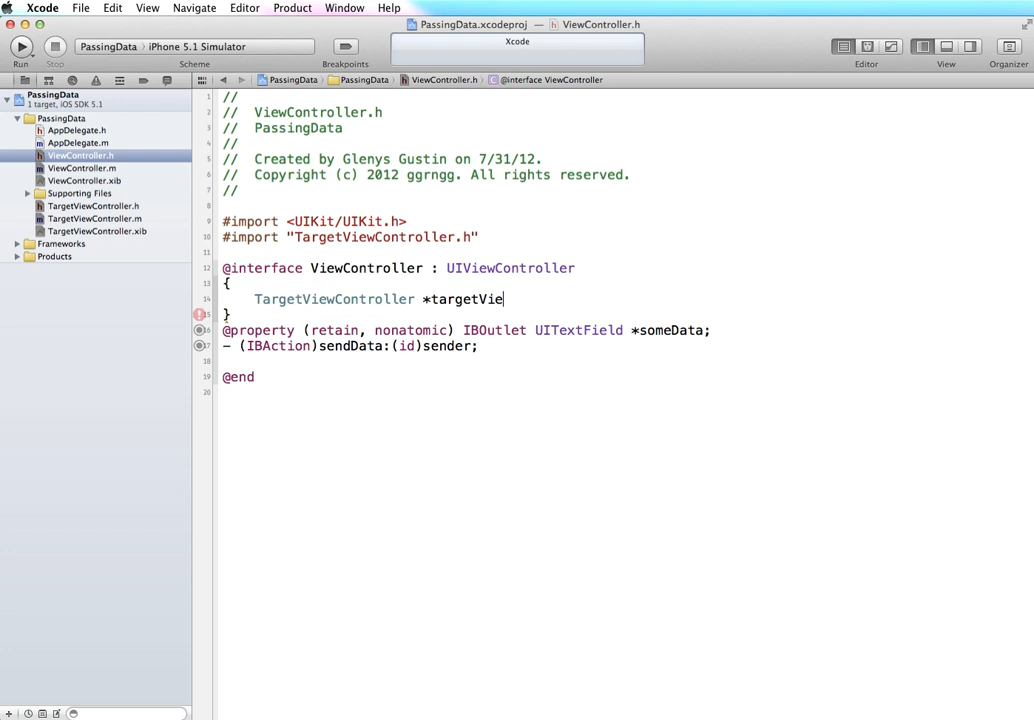 Xcode File Edit View Navigate Editor Product Window Help
PassingData.xcodeproj — ViewController.h
PassingData › iPhone 5.1 Simulator
Xcode
Run Stop Scheme Breakpoints Editor View Organizer
PassingData PassingData ViewController.h @interface ViewController
PassingData
1 target, iOS SDK 5.1
PassingData
AppDelegate.h
AppDelegate.m
ViewController.h
ViewController.m
ViewController.xib
Supporting Files
TargetViewController.h
TargetViewController.m
TargetViewController.xib
Frameworks
Products
1 //
2 // ViewController.h
3 // PassingData
4 //
5 // Created by Glenys Gustin on 7/31/12.
6 // Copyright (c) 2012 ggrngg. All rights reserved.
7 //
8
9 #import <UIKit/UIKit.h>
10 #import "TargetViewController.h"
11
12 @interface ViewController : UIViewController
13 {
14 TargetViewController *targetVie
15 }
16 @property (retain, nonatomic) IBOutlet UITextField *someData;
17 - (IBAction)sendData:(id)sender;
18
19 @end
20